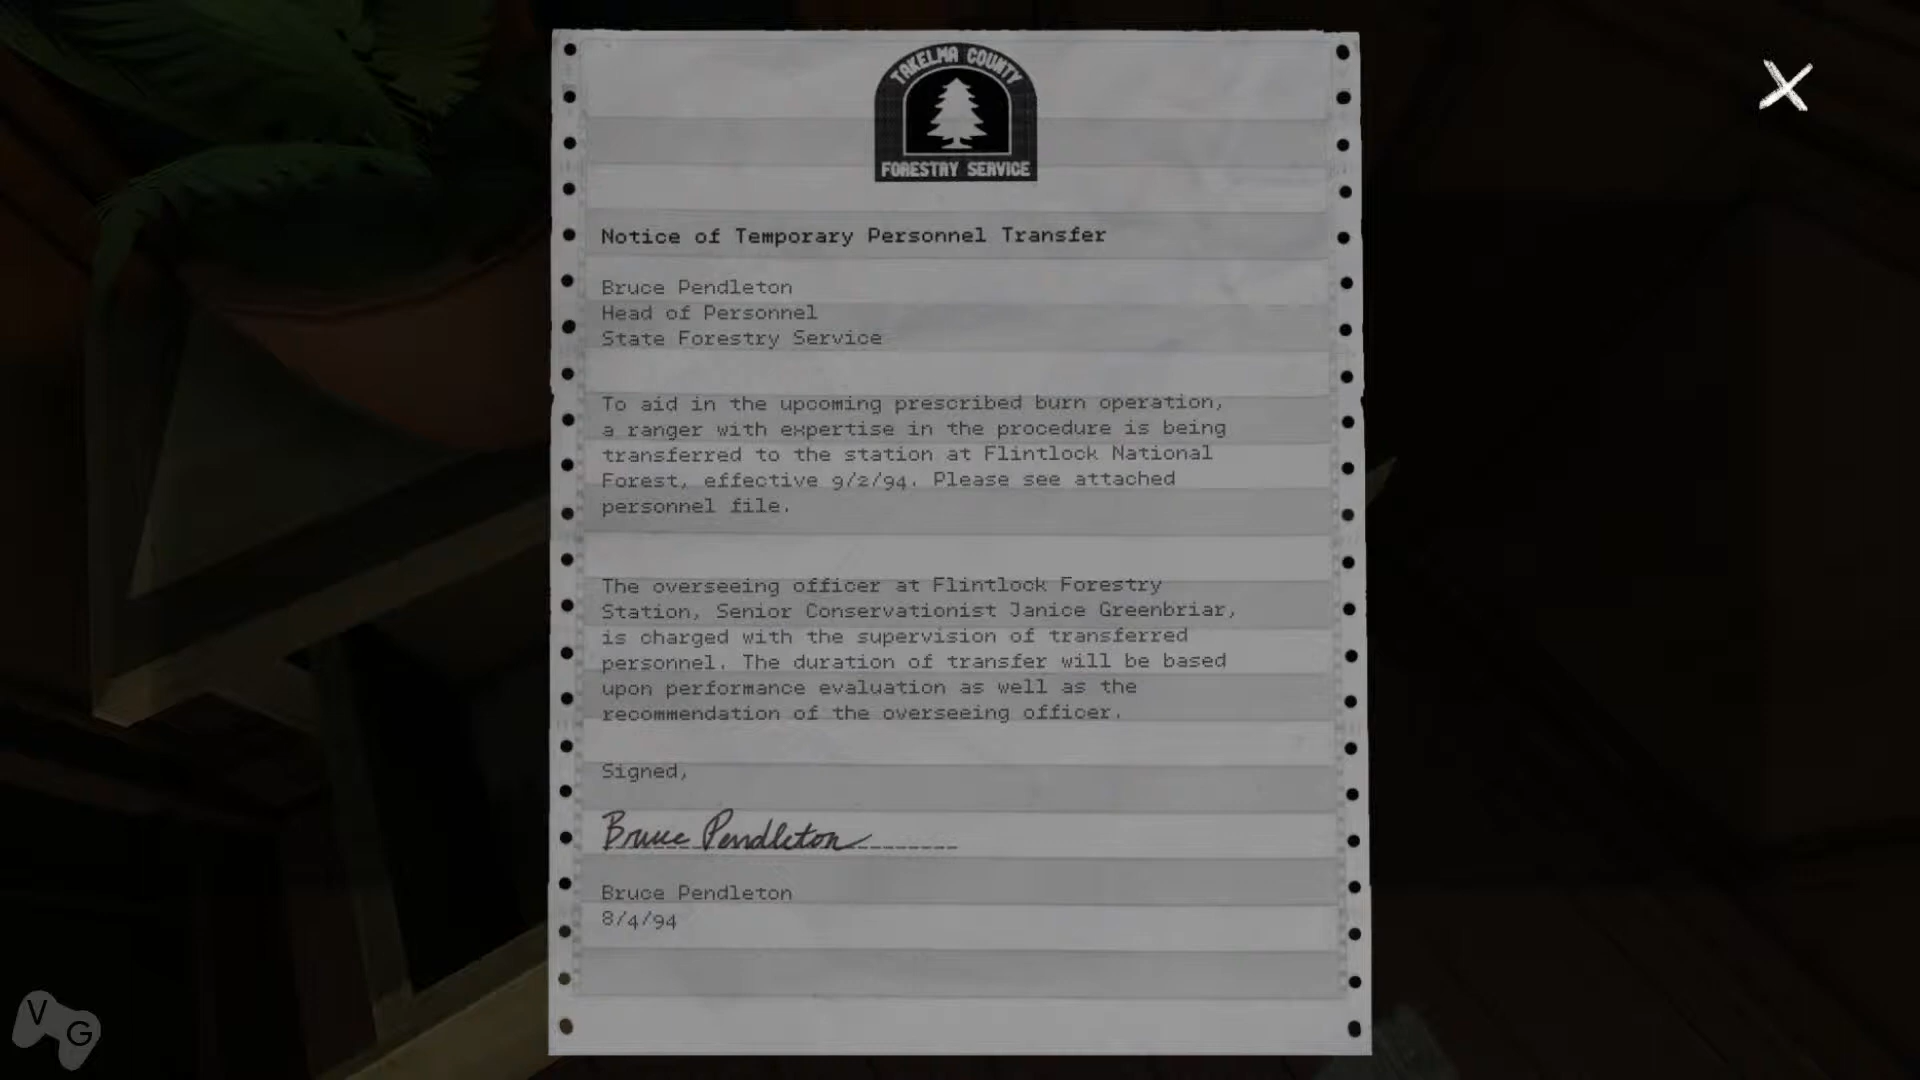 TAKELMA COUNTY
FORESTRY SERVICE
Notice of Temporary Personnel Transfer
Bruce Pendleton
Head of Personnel
State Forestry Service
To aid in the upcoming prescribed burn operation,
a ranger with expertise in the procedure is being
transferred to the station at Flintlock National
Forest, effective 9/2/94. Please see attached
personnel file.
The overseeing officer at Flintlock Forestry
Station, Senior Conservationist Janice Greenbriar,
is charged with the supervision of transferred
personnel. The duration of transfer will be based
upon performance evaluation as well as the
recommendation of the overseeing officer.
Signed,
Bruce Pendleton
Bruce Pendleton
8/4/94
V G